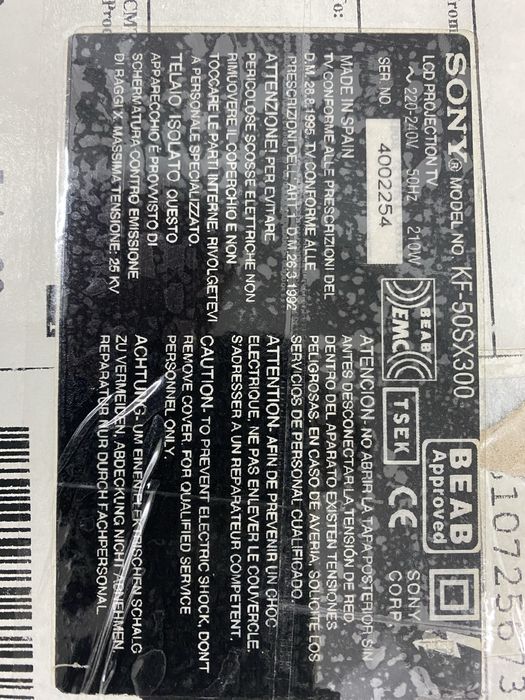 SONY® MODEL NO. KF-50SX300
LCD PROJECTION TV
~ 220-240V 50Hz 210W
SER. NO. 4002254
BEAB
EMC
TSEK
CE
BEAB
Approved
SONY
CORP.
MADE IN SPAIN
TV CONFORME ALLE PRESCRIZIONI DEL
D.M. 28.8.1995. TV CONFORME ALLE
PRESCRIZIONI DELL'ART.1- D.M. 26.3.1992
ATTENZIONE! PER EVITARE
PERICOLOSE SCOSSE ELETTRICHE NON
RIMUOVERE IL COPERCHIO E NON
TOCCARE LE PARTI INTERNE. RIVOLGETEVI
A PERSONALE SPECIALIZZATO.
TELAIO ISOLATO. QUESTO
APPARECCHIO È PROVVISTO DI
SCHERMATURA CONTRO EMISSIONE
DI RAGGI X. MASSIMA TENSIONE: 25 KV
ATENCION- NO ABRIR LA TAPA POSTERIOR SIN
ANTES DESCONECTAR LA TENSIÓN DE RED.
DENTRO DEL APARATO EXISTEN TENSIONES
PELIGROSAS. EN CASO DE AVERIA, SOLICITE LOS
SERVICIOS DE PERSONAL CUALIFICADO.
ATTENTION- AFIN DE PREVENIR UN CHOC
ELECTRIQUE, NE PAS ENLEVER LE COUVERCLE.
S'ADRESSER A UN REPARATEUR COMPETENT.
CAUTION- TO PREVENT ELECTRIC SHOCK, DON'T
REMOVE COVER, FOR QUALIFIED SERVICE
PERSONNEL ONLY.
ACHTUNG- UM EINEN ELEKTRISCHEN SCHALG
ZU VERMEIDEN, ABDECKUNG NICHT ABNEHMEN.
REPARATUR NUR DURCH FACHPERSONAL